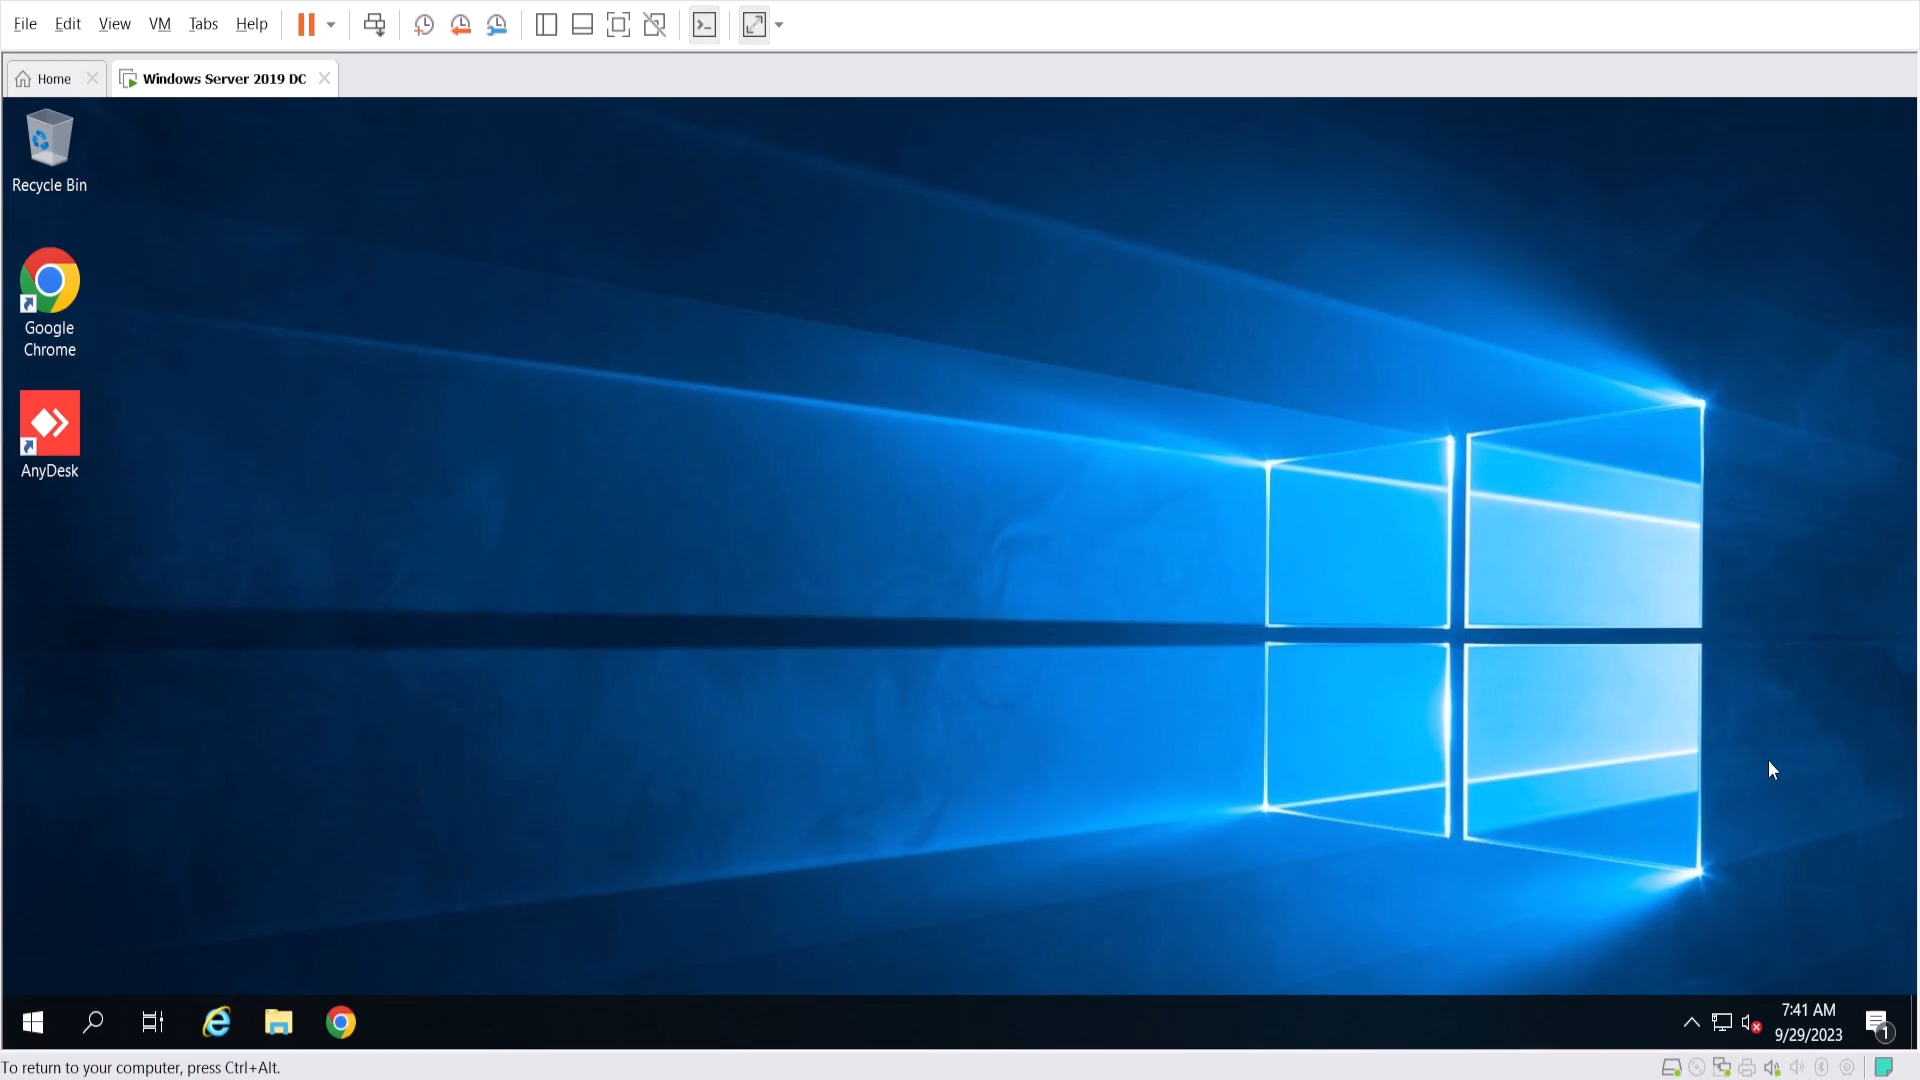 File Edit View VM Tabs Help
Home
Windows Server 2019 DC
Recycle Bin
Google
Chrome
AnyDesk
7:41 AM
9/29/2023
1
To return to your computer, press Ctrl+Alt.